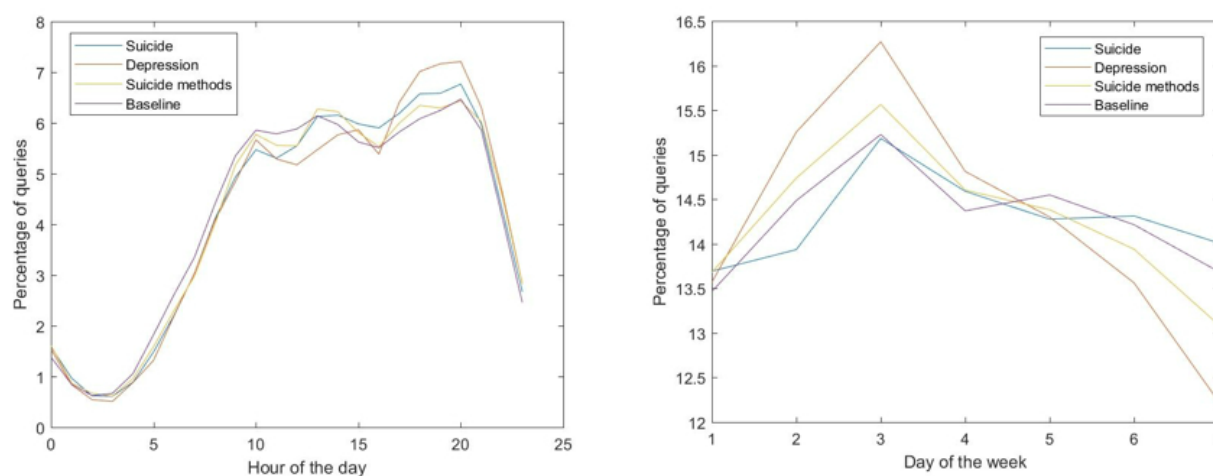 8
7
6
5
4
3
2
1
0
Percentage of queries
Suicide
Depression
Suicide methods
Baseline
0 5 10 15 20 25
Hour of the day
16.5
16
15.5
15
14.5
14
13.5
13
12.5
12
Percentage of queries
Suicide
Depression
Suicide methods
Baseline
1 2 3 4 5 6
Day of the week